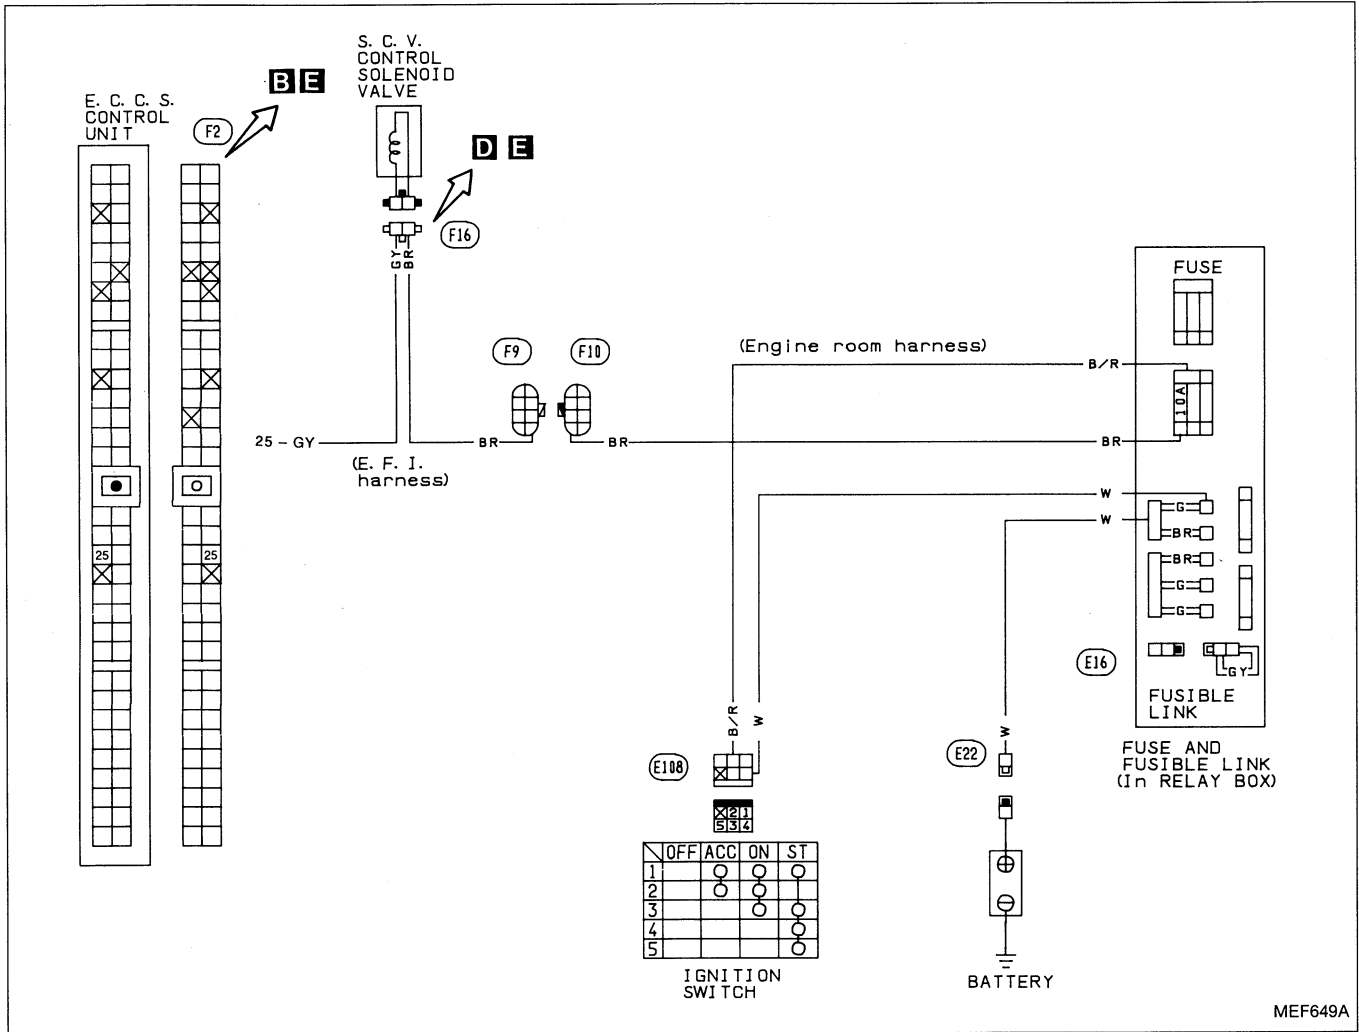 S. C. V.
CONTROL
SOLENOID
VALVE
B E
E. C. C. S.
CONTROL
UNIT
F2
D E
F16
GY
BR
FUSE
F9
F10
(Engine room harness)
B/R
10A
25 - GY
BR
BR
BR
(E. F. I.
harness)
W
G
W
BR
25
25
BR
G
G
E16
GY
FUSIBLE
LINK
B/R
W
W
E108
E22
FUSE AND
FUSIBLE LINK
(In RELAY BOX)
2 1
5 3 4
OFF ACC ON ST
1
2
3
4
5
IGNITION
SWITCH
BATTERY
MEF649A